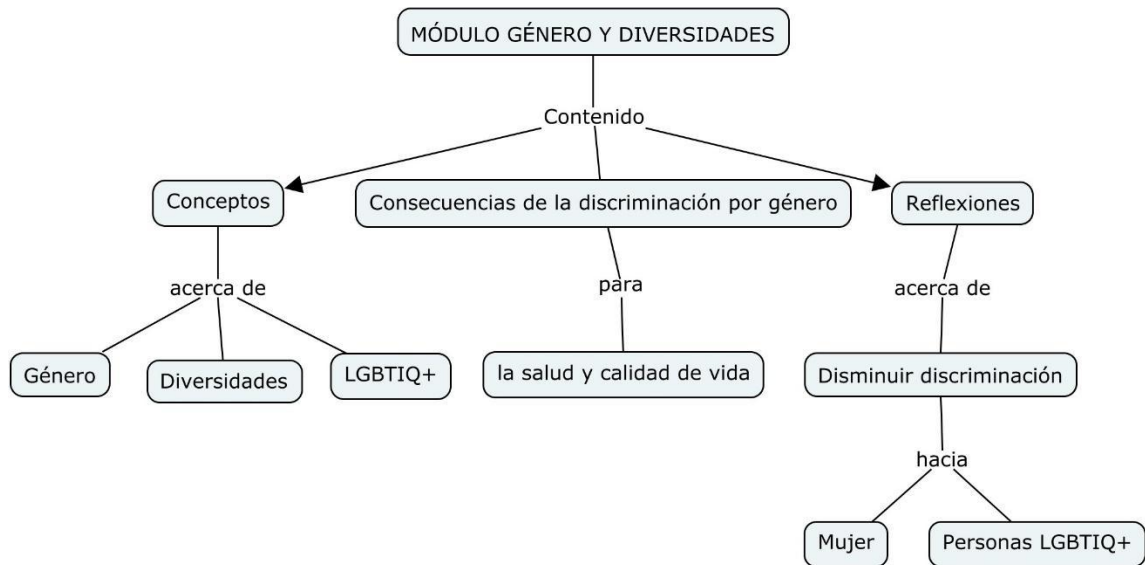 MÓDULO GÉNERO Y DIVERSIDADES
Contenido
Conceptos
Consecuencias de la discriminación por género
Reflexiones
acerca de
para
acerca de
Género
Diversidades
LGBTIQ+
la salud y calidad de vida
Disminuir discriminación
hacia
Mujer
Personas LGBTIQ+